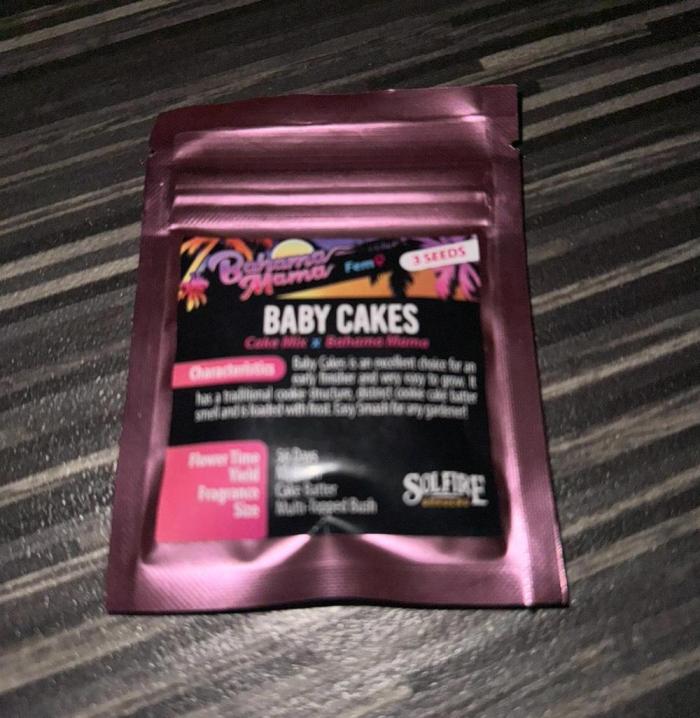 Bahama
Mama
Fem
3 SEEDS
BABY CAKES
Cake Mix x Bahama Mama
Characteristics
Baby Cakes is an excellent choice for an
early finisher and very easy to grow. It
has a traditional cookie structure, distinct cookie cake batter
smell and is loaded with frost. Easy Smash for any gardener!
Flower Time
Days
Yield
Fragrance
Cake Batter
Size
Multi-Topped Bush
SOLFIRE